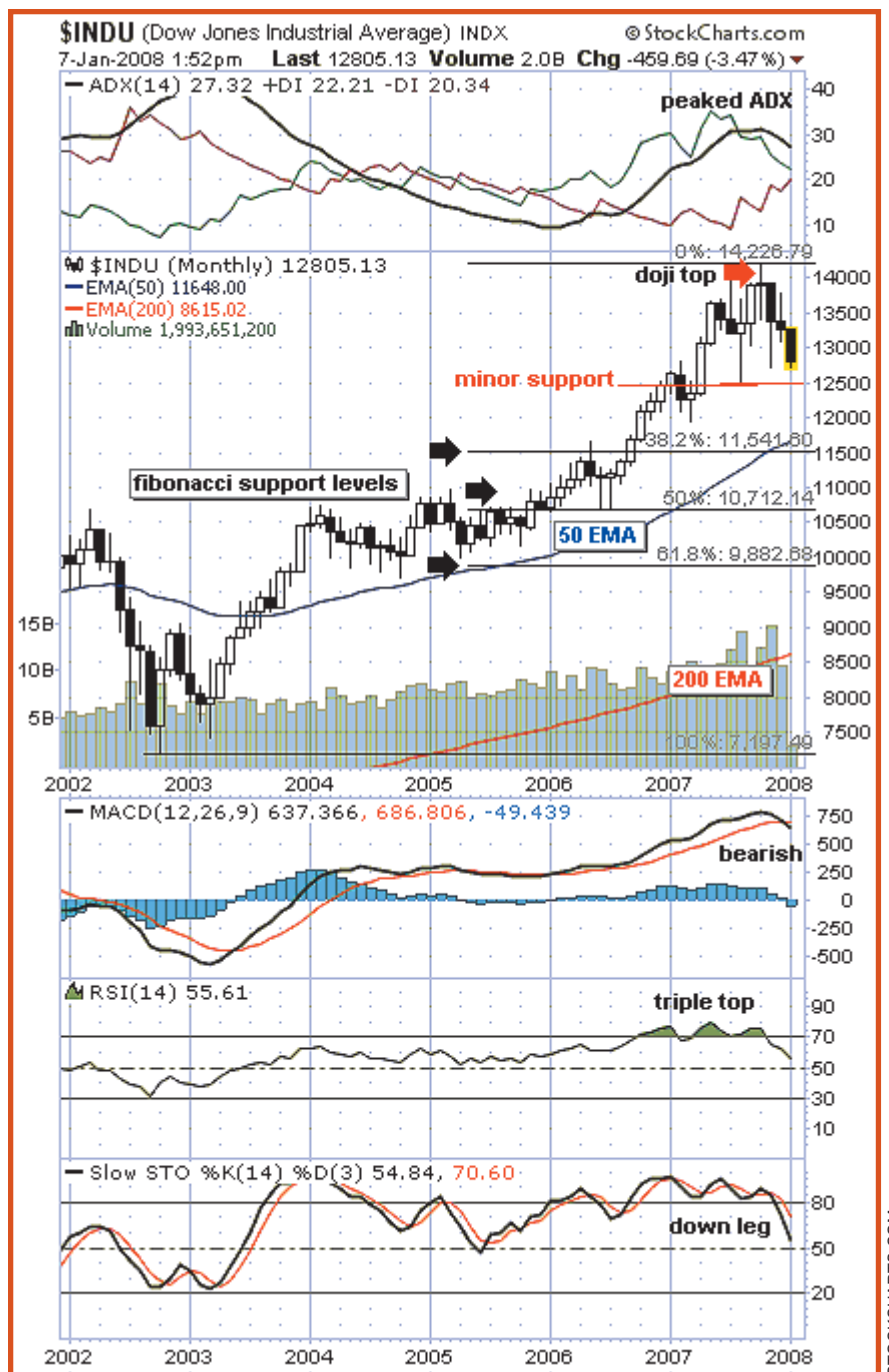 $INDU (Dow Jones Industrial Average) INDX © StockCharts.com
7-Jan-2008 1:52pm Last 12805.13 Volume 2.0B Chg -459.69 (-3.47%)
ADX(14) 27.32 +DI 22.21 -DI 20.34
peaked ADX
40
30
20
10
$INDU (Monthly) 12805.13
EMA(50) 11648.00
EMA(200) 8615.02
Volume 1,993,651,200
0%: 14,226.79
doji top
minor support
38.2%: 11,541.60
fibonacci support levels
50%: 10,712.14
50 EMA
61.8%: 9,882.68
200 EMA
100%: 7,197.49
14000
13500
13000
12500
12000
11500
11000
10500
10000
9500
9000
8500
8000
7500
15B
10B
5B
2002 2003 2004 2005 2006 2007 2008
MACD(12,26,9) 637.366, 686.806, -49.439
bearish
750
500
250
0
-250
-500
RSI(14) 55.61
triple top
90
70
50
30
10
Slow STO %K(14) %D(3) 54.84, 70.60
down leg
80
50
20
2002 2003 2004 2005 2006 2007 2008